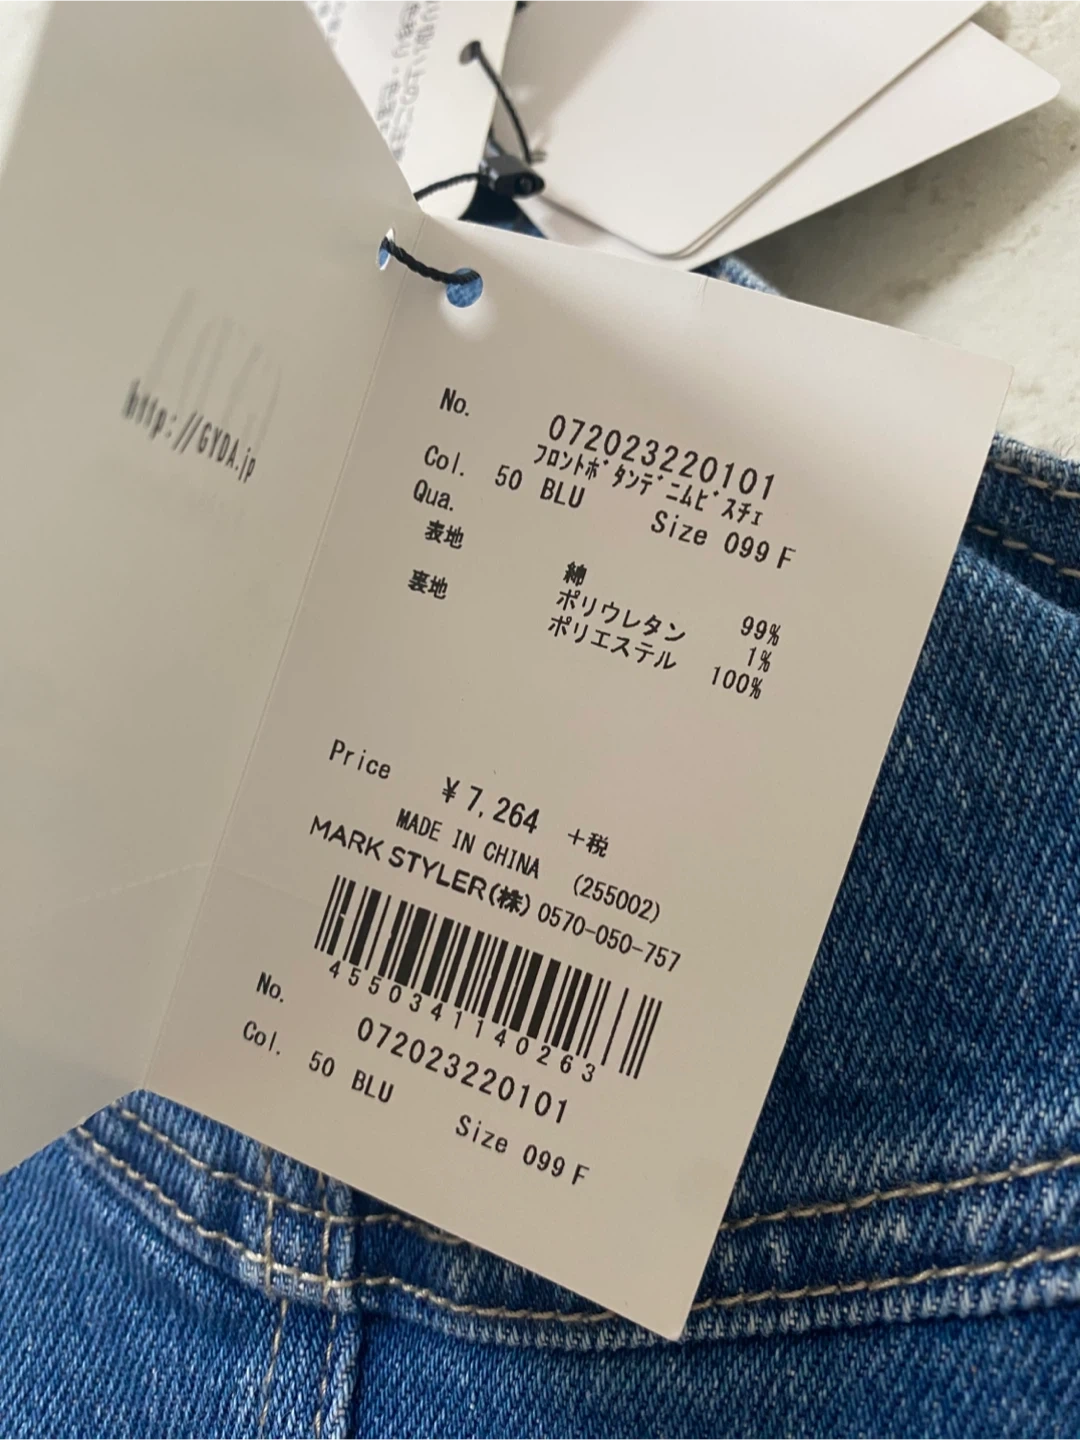 http://GYDA.jp
No. 072023220101
フロントボタンデニムビスチェ
Col. 50 BLU Size 099 F
Qua.
表地 綿 99%
ポリウレタン 1%
裏地 ポリエステル 100%
Price ¥7,264 +税
MADE IN CHINA (255002)
MARK STYLER(株) 0570-050-757
4550341140263
No. 072023220101
Col. 50 BLU Size 099 F